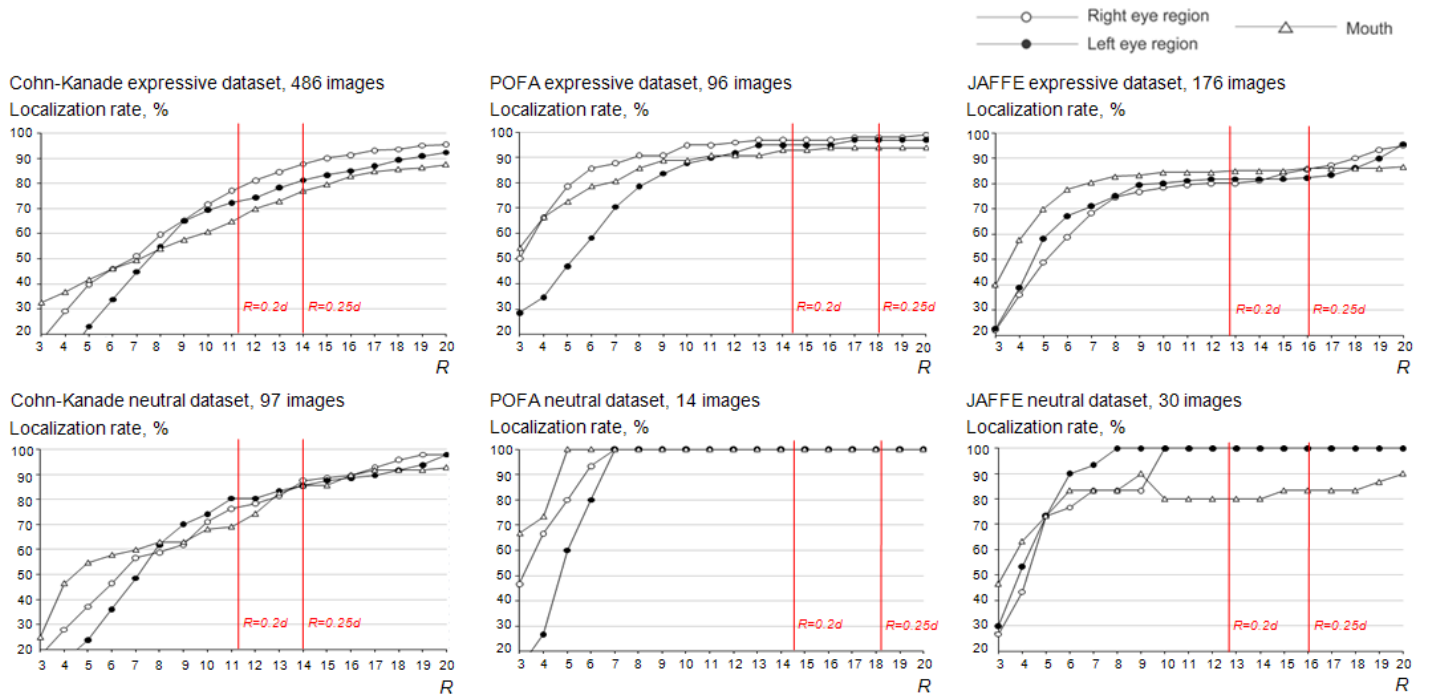 Right eye region
Left eye region
Mouth
Cohn-Kanade expressive dataset, 486 images
Localization rate, %
100
90
80
70
60
50
40
30
20
R=0.2d R=0.25d
3 4 5 6 7 8 9 10 11 12 13 14 15 16 17 18 19 20
R
POFA expressive dataset, 96 images
Localization rate, %
100
90
80
70
60
50
40
30
20
R=0.2d R=0.25d
3 4 5 6 7 8 9 10 11 12 13 14 15 16 17 18 19 20
R
JAFFE expressive dataset, 176 images
Localization rate, %
100
90
80
70
60
50
40
30
20
R=0.2d R=0.25d
3 4 5 6 7 8 9 10 11 12 13 14 15 16 17 18 19 20
R
Cohn-Kanade neutral dataset, 97 images
Localization rate, %
100
90
80
70
60
50
40
30
20
R=0.2d R=0.25d
3 4 5 6 7 8 9 10 11 12 13 14 15 16 17 18 19 20
R
POFA neutral dataset, 14 images
Localization rate, %
100
90
80
70
60
50
40
30
20
R=0.2d R=0.25d
3 4 5 6 7 8 9 10 11 12 13 14 15 16 17 18 19 20
R
JAFFE neutral dataset, 30 images
Localization rate, %
100
90
80
70
60
50
40
30
20
R=0.2d R=0.25d
3 4 5 6 7 8 9 10 11 12 13 14 15 16 17 18 19 20
R